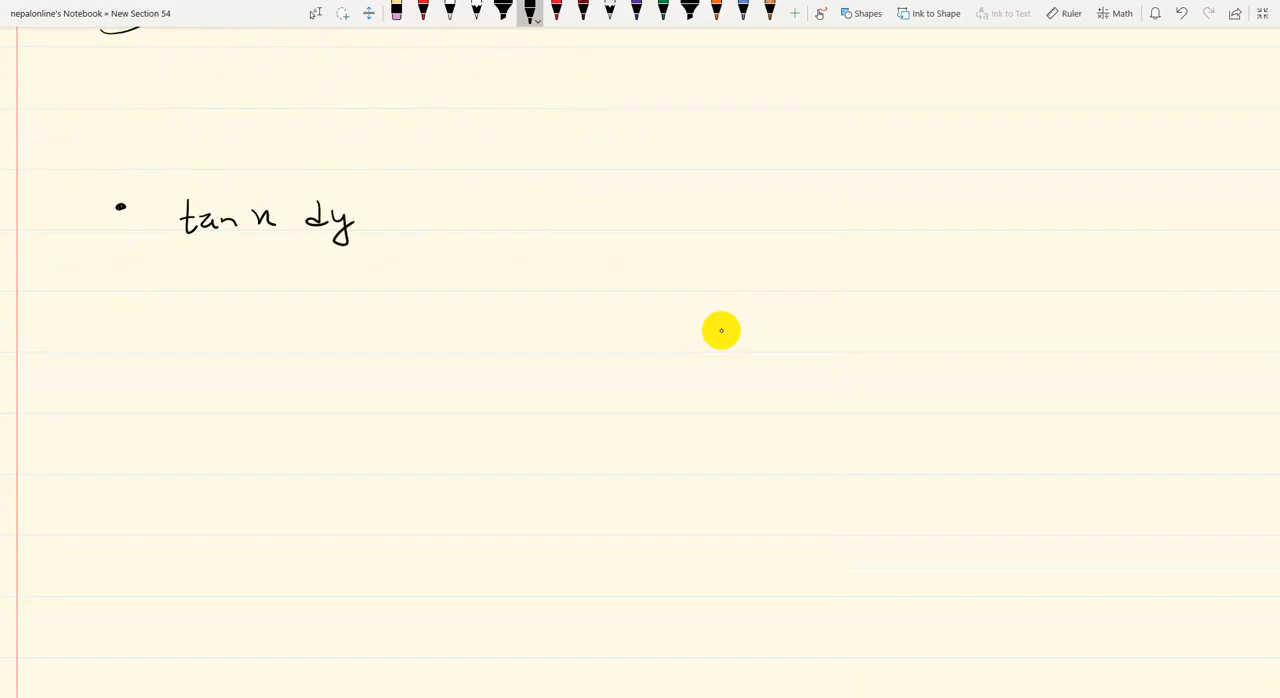 nepalonline's Notebook » New Section 54
Shapes
Ink to Shape
Ink to Text
Ruler
Math
• tan x dy